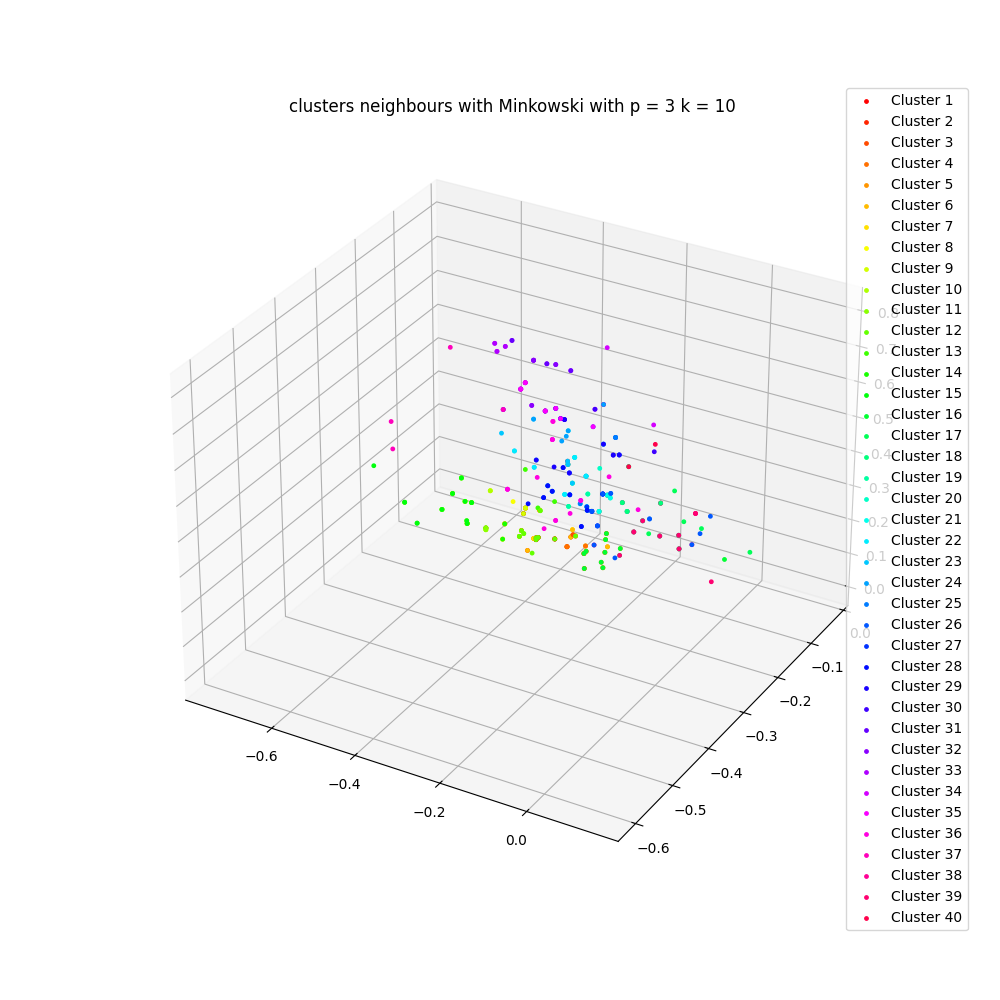 clusters neighbours with Minkowski with p = 3 k = 10
Cluster 1
Cluster 2
Cluster 3
Cluster 4
Cluster 5
Cluster 6
Cluster 7
Cluster 8
Cluster 9
Cluster 10
Cluster 11
Cluster 12
Cluster 13
Cluster 14
Cluster 15
Cluster 16
Cluster 17
Cluster 18
Cluster 19
Cluster 20
Cluster 21
Cluster 22
Cluster 23
Cluster 24
Cluster 25
Cluster 26
Cluster 27
Cluster 28
Cluster 29
Cluster 30
Cluster 31
Cluster 32
Cluster 33
Cluster 34
Cluster 35
Cluster 36
Cluster 37
Cluster 38
Cluster 39
Cluster 40
0.8
0.7
0.6
0.5
0.4
0.3
0.2
0.1
0.0
0.0
−0.1
−0.2
−0.3
−0.4
−0.5
−0.6
−0.6
−0.4
−0.2
0.0